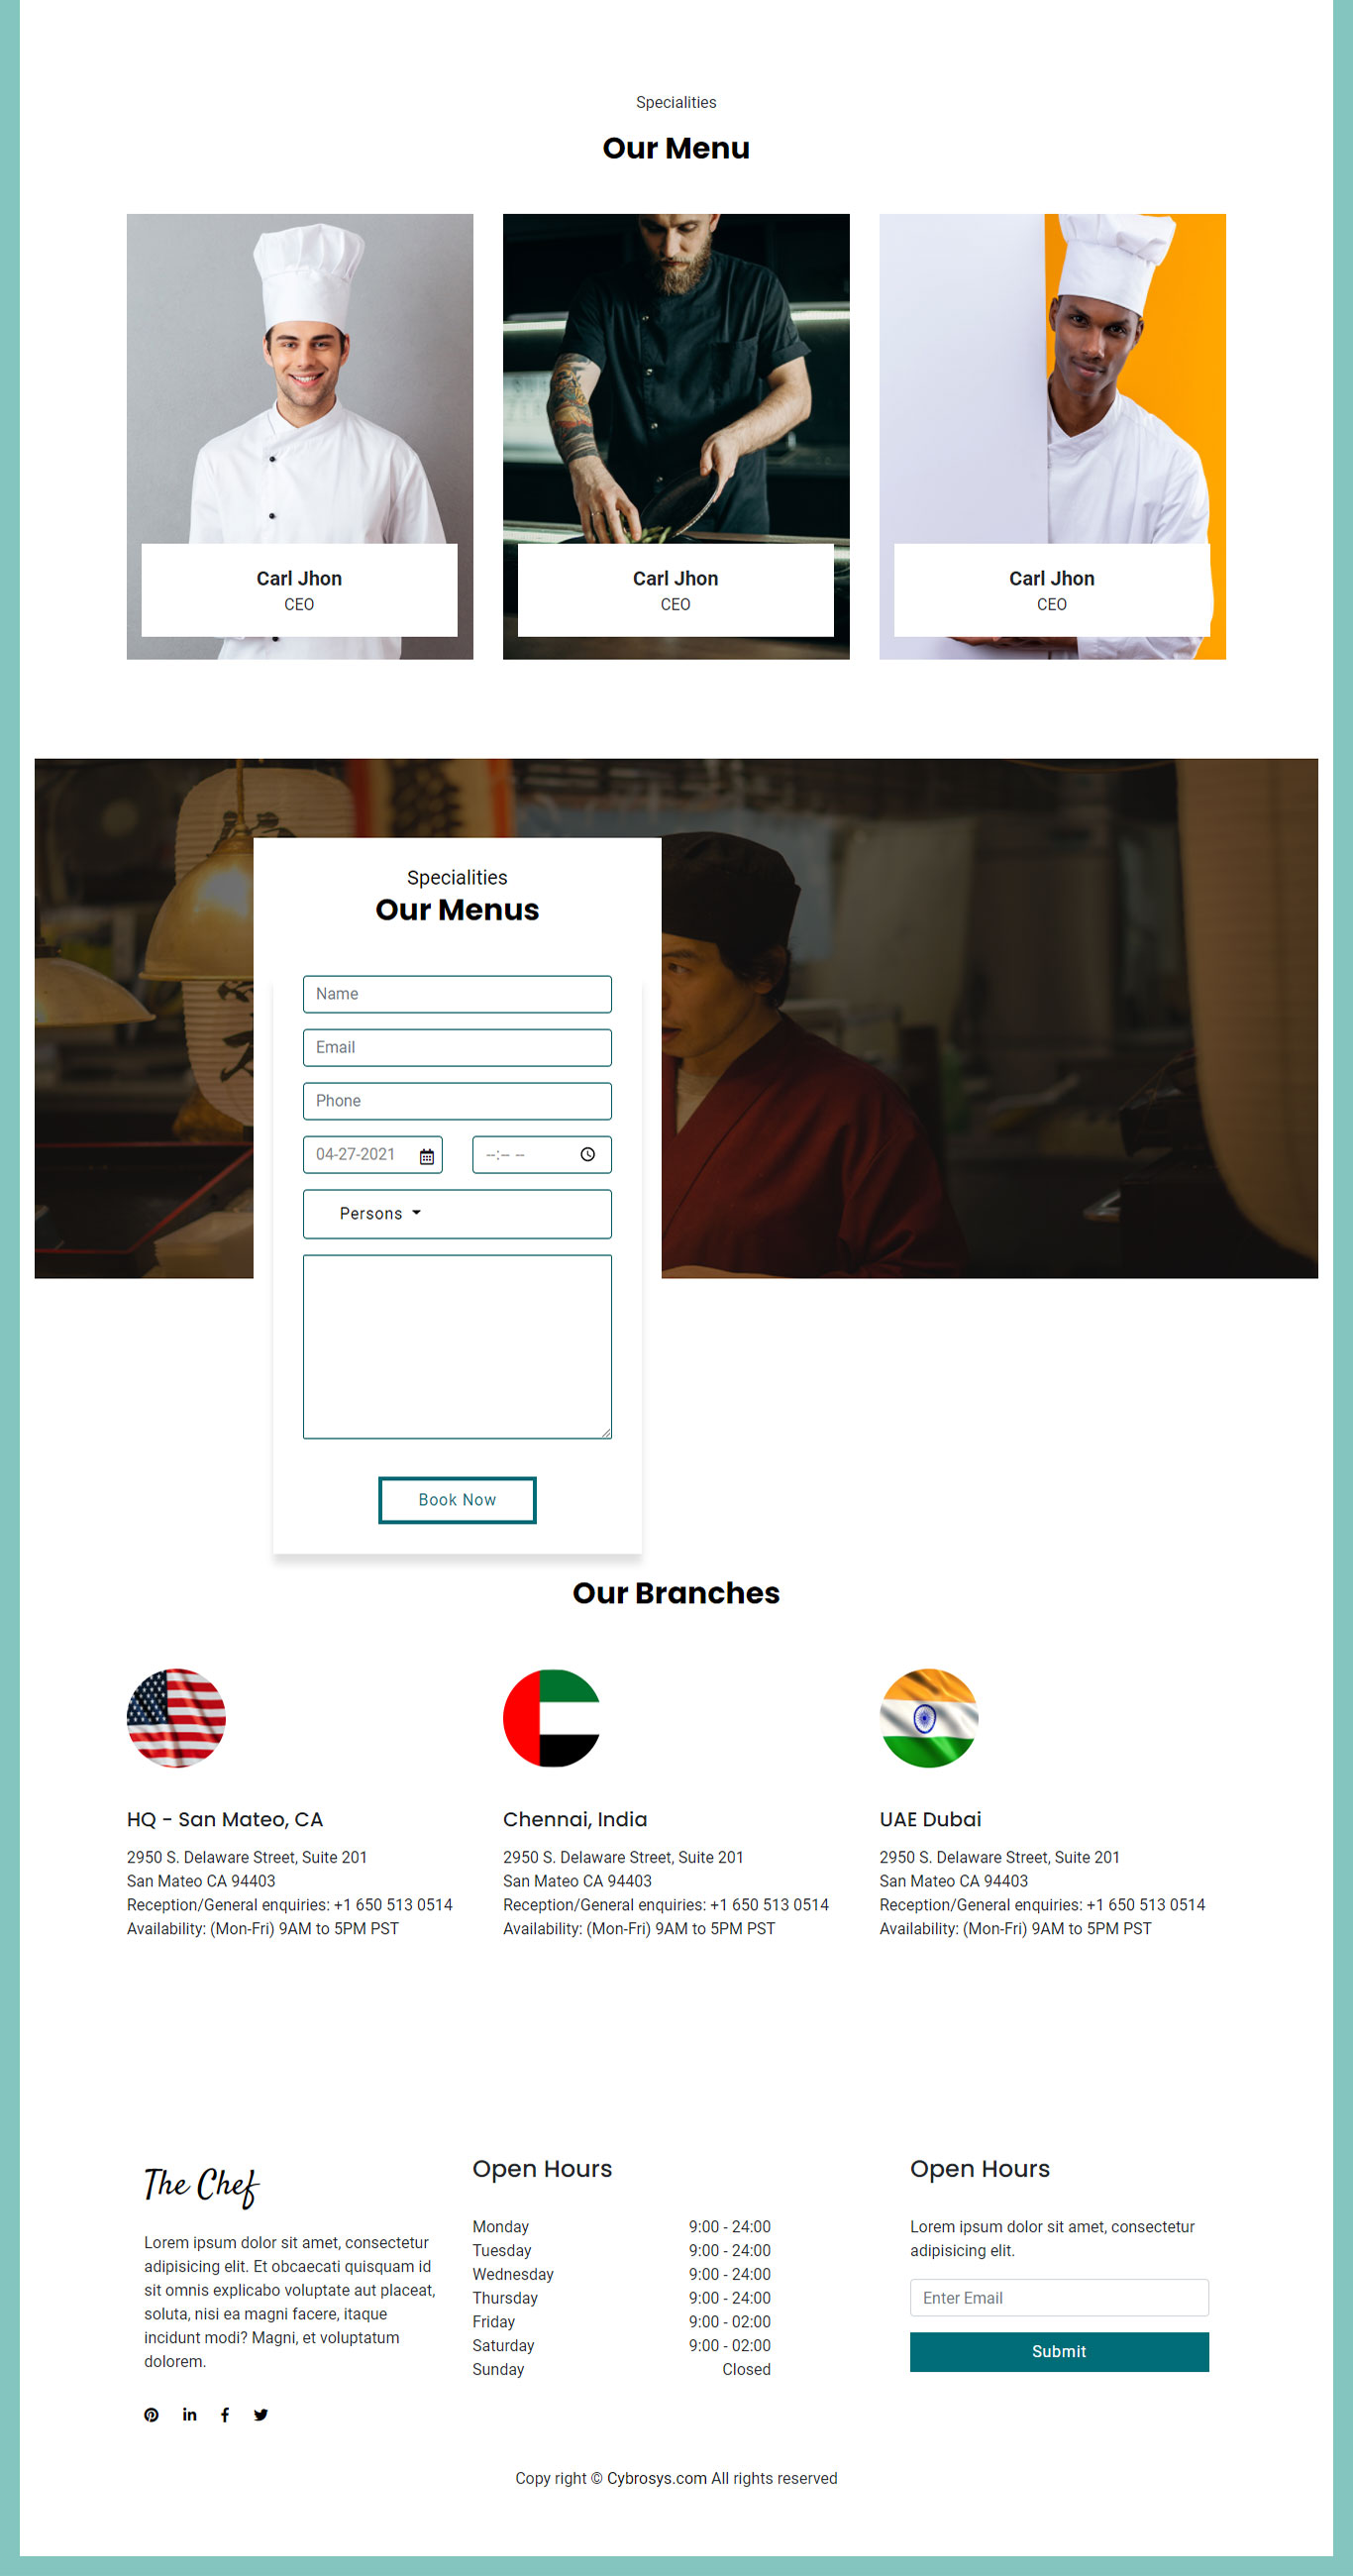 Specialities
Our Menu
Carl Jhon
CEO
Carl Jhon
CEO
Carl Jhon
CEO
Specialities
Our Menus
Name
Email
Phone
04-27-2021
--:-- --
Persons
Book Now
Our Branches
HQ - San Mateo, CA
2950 S. Delaware Street, Suite 201
San Mateo CA 94403
Reception/General enquiries: +1 650 513 0514
Availability: (Mon-Fri) 9AM to 5PM PST
Chennai, India
2950 S. Delaware Street, Suite 201
San Mateo CA 94403
Reception/General enquiries: +1 650 513 0514
Availability: (Mon-Fri) 9AM to 5PM PST
UAE Dubai
2950 S. Delaware Street, Suite 201
San Mateo CA 94403
Reception/General enquiries: +1 650 513 0514
Availability: (Mon-Fri) 9AM to 5PM PST
The Chef
Lorem ipsum dolor sit amet, consectetur
adipisicing elit. Et obcaecati quisquam id
sit omnis explicabo voluptate aut placeat,
soluta, nisi ea magni facere, itaque
incidunt modi? Magni, et voluptatum
dolorem.
Open Hours
Monday 9:00 - 24:00
Tuesday 9:00 - 24:00
Wednesday 9:00 - 24:00
Thursday 9:00 - 24:00
Friday 9:00 - 02:00
Saturday 9:00 - 02:00
Sunday Closed
Open Hours
Lorem ipsum dolor sit amet, consectetur
adipisicing elit.
Enter Email
Submit
Copy right © Cybrosys.com All rights reserved